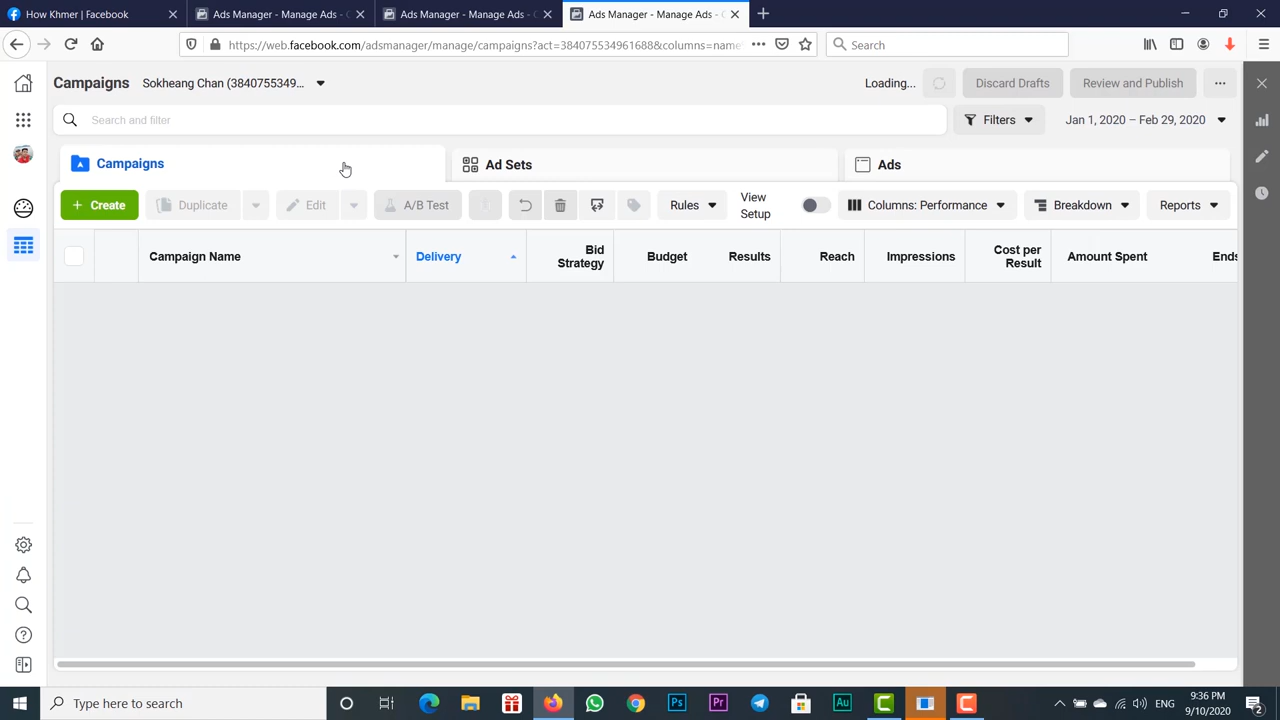 How Khmer | Facebook
Ads Manager - Manage Ads - C
Ads Manager - Manage Ads - C
Ads Manager - Manage Ads - C
https://web.facebook.com/adsmanager/manage/campaigns?act=384075534961688&columns=name
Search
Campaigns
Sokheang Chan (3840755349...
Loading...
Discard Drafts
Review and Publish
Search and filter
Filters
Jan 1, 2020 – Feb 29, 2020
Campaigns
Ad Sets
Ads
+ Create
Duplicate
Edit
A/B Test
Rules
View
Setup
Columns: Performance
Breakdown
Reports
Campaign Name
Delivery
Bid
Strategy
Budget
Results
Reach
Impressions
Cost per
Result
Amount Spent
Ends
Type here to search
ENG
9:36 PM
9/10/2020
2